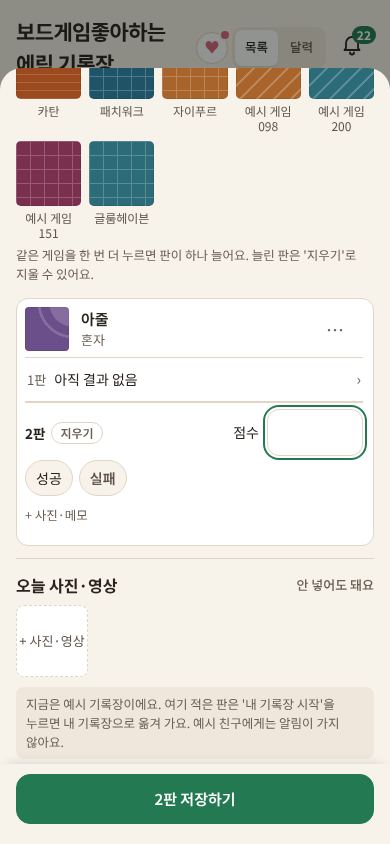 보드게임좋아하는
에린 기록장
목록
달력
22
카탄
패치워크
자이푸르
예시 게임
098
예시 게임
200
예시 게임
151
글룸헤이븐
같은 게임을 한 번 더 누르면 판이 하나 늘어요. 늘린 판은 '지우기'로
지울 수 있어요.
아줄
혼자
1판 아직 결과 없음
2판 지우기 점수
성공 실패
+ 사진·메모
오늘 사진·영상 안 넣어도 돼요
+ 사진·영상
지금은 예시 기록장이에요. 여기 적은 판은 '내 기록장 시작'을
누르면 내 기록장으로 옮겨 가요. 예시 친구에게는 알림이 가지
않아요.
2판 저장하기